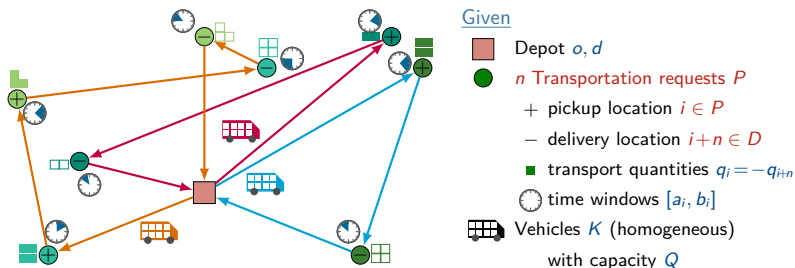 Given
Depot o, d
n Transportation requests P
+ pickup location i ∈ P
− delivery location i+n ∈ D
transport quantities qᵢ = −qᵢ₊ₙ
time windows [aᵢ, bᵢ]
Vehicles K (homogeneous)
with capacity Q